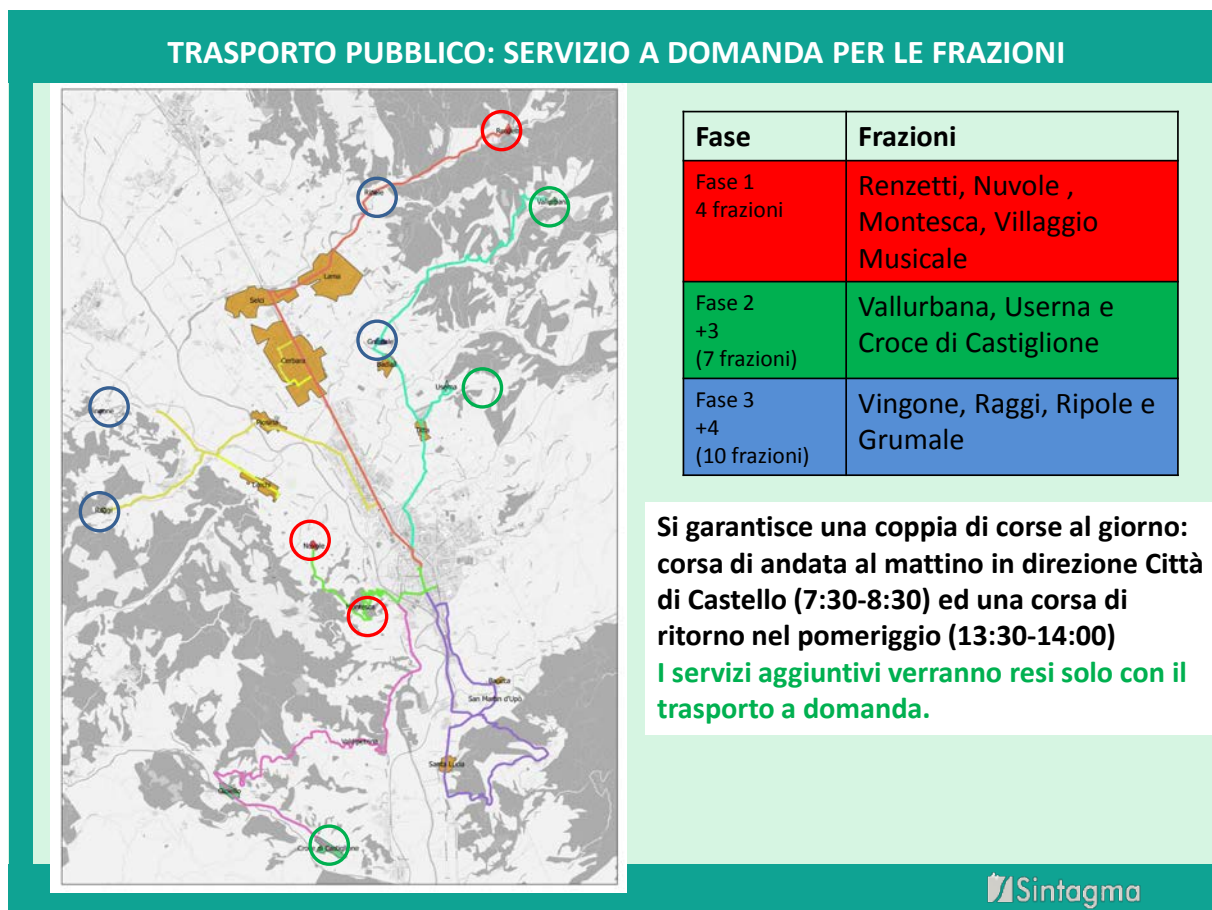 TRASPORTO PUBBLICO: SERVIZIO A DOMANDA PER LE FRAZIONI
Fase
Frazioni
Fase 1
4 frazioni
Renzetti, Nuvole ,
Montesca, Villaggio
Musicale
Fase 2
+3
(7 frazioni)
Vallurbana, Userna e
Croce di Castiglione
Fase 3
+4
(10 frazioni)
Vingone, Raggi, Ripole e
Grumale
Si garantisce una coppia di corse al giorno:
corsa di andata al mattino in direzione Città
di Castello (7:30-8:30) ed una corsa di
ritorno nel pomeriggio (13:30-14:00)
I servizi aggiuntivi verranno resi solo con il
trasporto a domanda.
Lama
Selci
Cerbara
Userna
Titta
Piosina
San Martin d'Upò
Santa Lucia
Croce di Castiglione
Sintagma